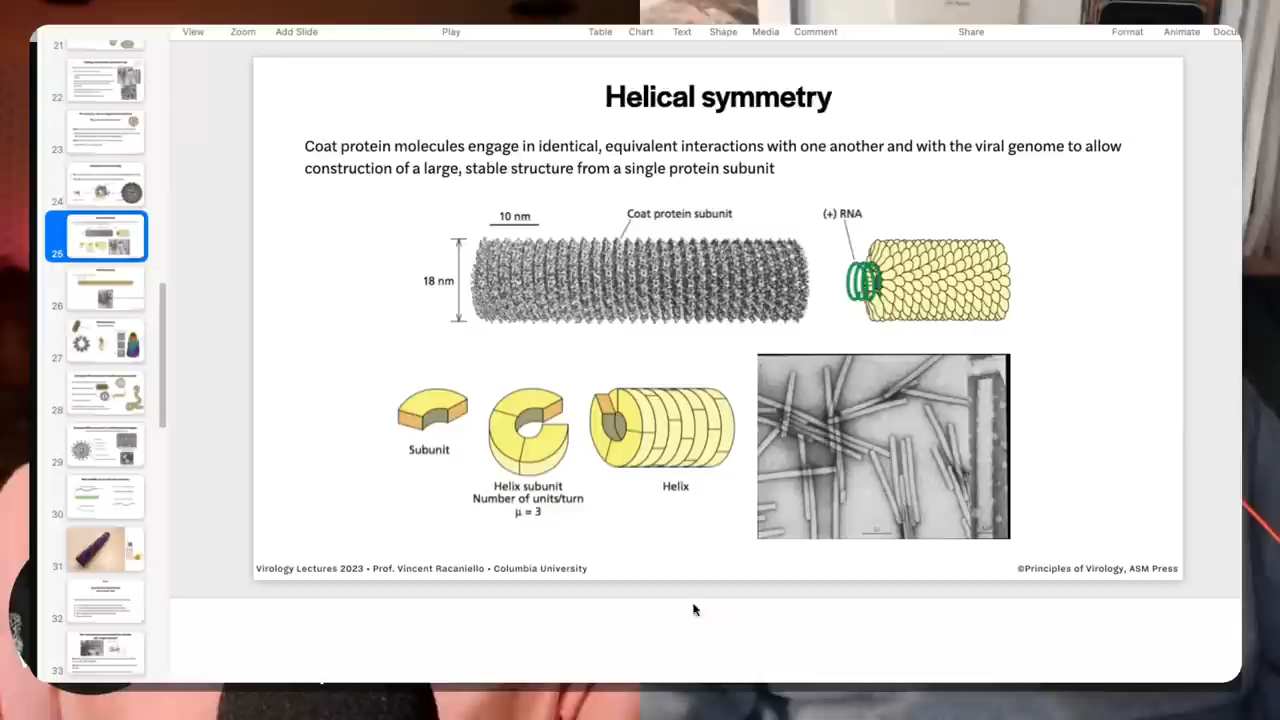 View Zoom Add Slide Play Table Chart Text Shape Media Comment Share Format Animate Docu
21
22
23
24
25
26
27
28
29
30
31
32
33
Helical symmetry
Coat protein molecules engage in identical, equivalent interactions with one another and with the viral genome to allow
construction of a large, stable structure from a single protein subunit
10 nm
Coat protein subunit
(+) RNA
18 nm
Subunit
Helix subunit
Number of units/turn
μ = 3
Helix
Virology Lectures 2023 • Prof. Vincent Racaniello • Columbia University
©Principles of Virology, ASM Press